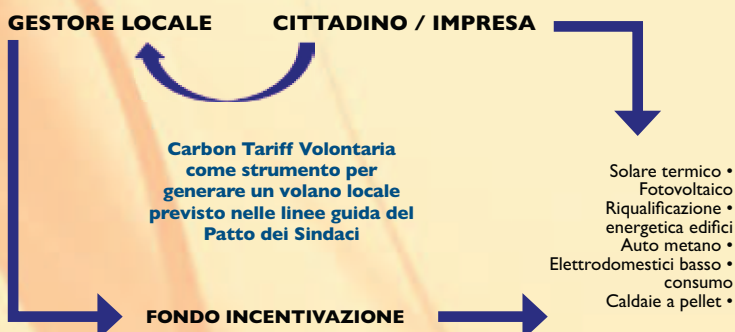 GESTORE LOCALE
CITTADINO / IMPRESA
Carbon Tariff Volontaria
come strumento per
generare un volano locale
previsto nelle linee guida del
Patto dei Sindaci
Solare termico •
Fotovoltaico
Riqualificazione •
energetica edifici
Auto metano •
Elettrodomestici basso •
consumo
Caldaie a pellet •
FONDO INCENTIVAZIONE